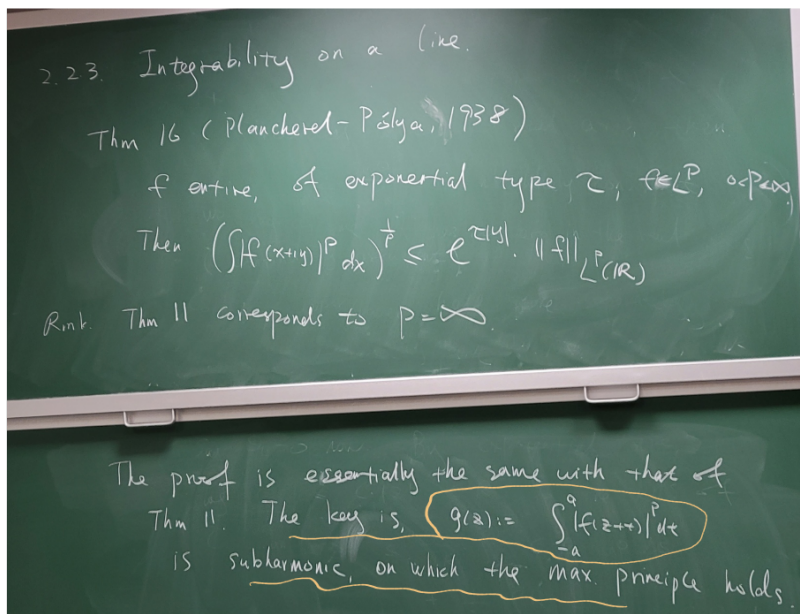 2.2.3. Integrability on a line.
Thm 16 (Plancherel-Pólya, 1938)
f entire, of exponential type τ, f∈L^p, 0<p<∞,
Then (∫|f(x+iy)|^p dx)^{1/p} ≤ e^{τ|y|}. ||f||_{L^p(ℝ)}
Rmk. Thm 11 corresponds to p=∞
The proof is essentially the same with that of
Thm 11. The key is, g(z):= ∫_{-a}^{a} |f(z+t)|^p dt
is subharmonic, on which the max. principle holds.